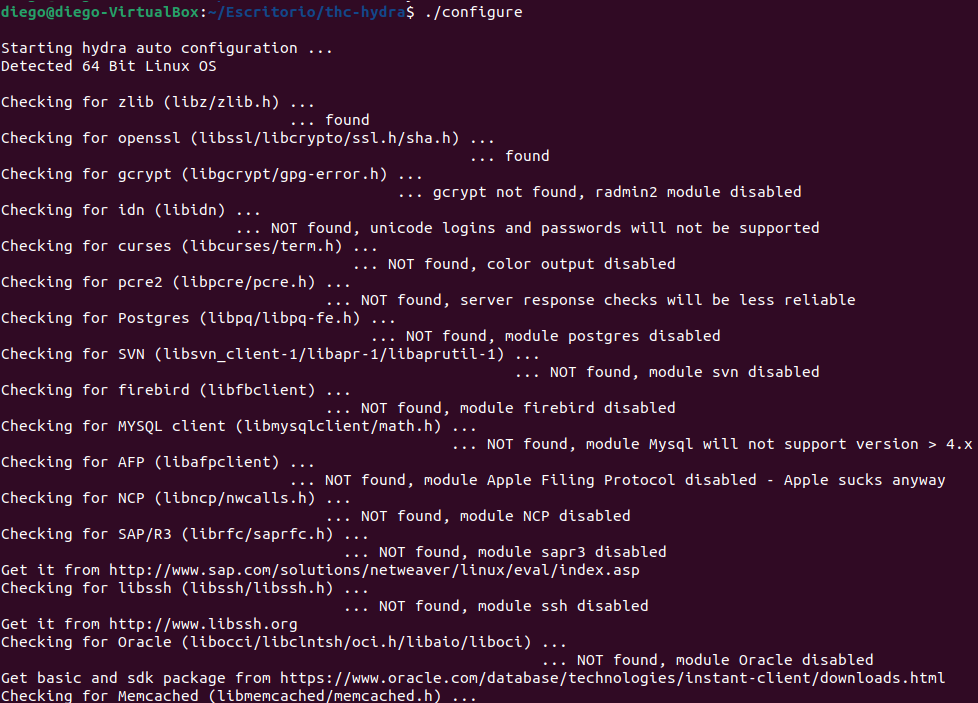 diego@diego-VirtualBox:~/Escritorio/thc-hydra$ ./configure
Starting hydra auto configuration ...
Detected 64 Bit Linux OS
Checking for zlib (libz/zlib.h) ...
... found
Checking for openssl (libssl/libcrypto/ssl.h/sha.h) ...
... found
Checking for gcrypt (libgcrypt/gpg-error.h) ...
... gcrypt not found, radmin2 module disabled
Checking for idn (libidn) ...
... NOT found, unicode logins and passwords will not be supported
Checking for curses (libcurses/term.h) ...
... NOT found, color output disabled
Checking for pcre2 (libpcre/pcre.h) ...
... NOT found, server response checks will be less reliable
Checking for Postgres (libpq/libpq-fe.h) ...
... NOT found, module postgres disabled
Checking for SVN (libsvn_client-1/libapr-1/libaprutil-1) ...
... NOT found, module svn disabled
Checking for firebird (libfbclient) ...
... NOT found, module firebird disabled
Checking for MYSQL client (libmysqlclient/math.h) ...
... NOT found, module Mysql will not support version > 4.x
Checking for AFP (libafpclient) ...
... NOT found, module Apple Filing Protocol disabled - Apple sucks anyway
Checking for NCP (libncp/nwcalls.h) ...
... NOT found, module NCP disabled
Checking for SAP/R3 (librfc/saprfc.h) ...
... NOT found, module sapr3 disabled
Get it from http://www.sap.com/solutions/netweaver/linux/eval/index.asp
Checking for libssh (libssh/libssh.h) ...
... NOT found, module ssh disabled
Get it from http://www.libssh.org
Checking for Oracle (libocci/libclntsh/oci.h/libaio/liboci) ...
... NOT found, module Oracle disabled
Get basic and sdk package from https://www.oracle.com/database/technologies/instant-client/downloads.html
Checking for Memcached (libmemcached/memcached.h) ...